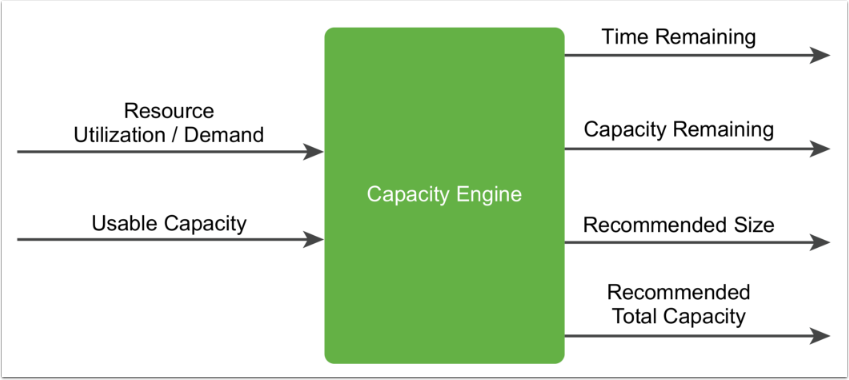 Resource
Utilization / Demand
Usable Capacity
Capacity Engine
Time Remaining
Capacity Remaining
Recommended Size
Recommended
Total Capacity